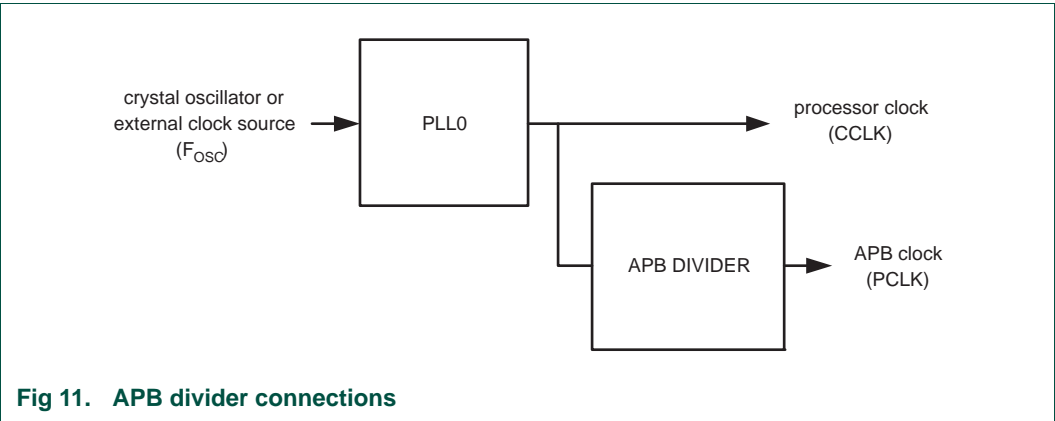 crystal oscillator or
external clock source
(FOSC)
PLL0
processor clock
(CCLK)
APB DIVIDER
APB clock
(PCLK)
Fig 11. APB divider connections